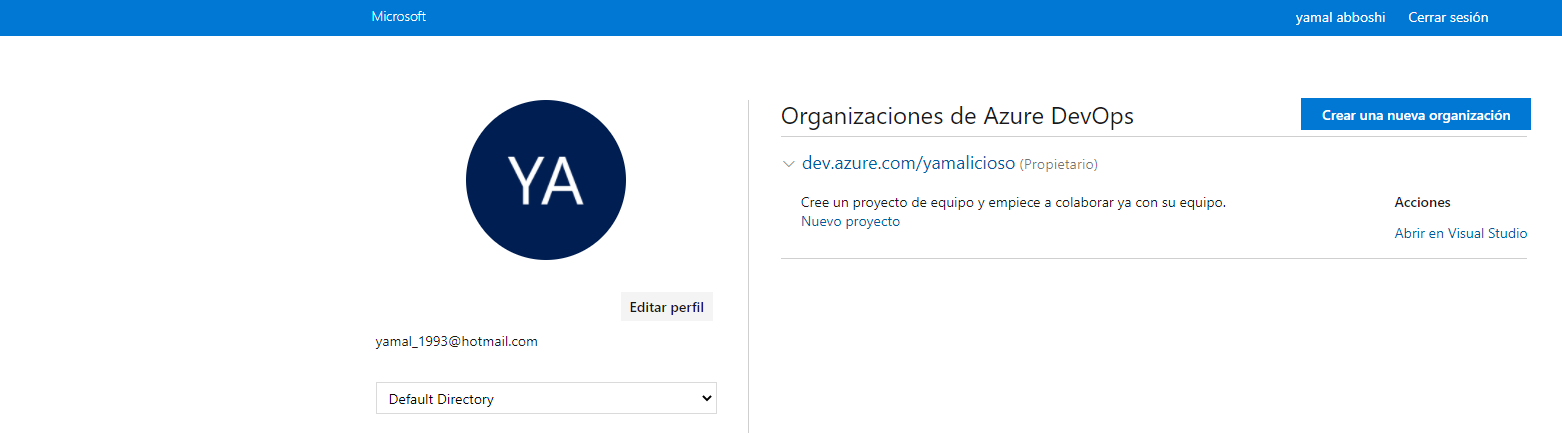 Microsoft
yamal abboshi
Cerrar sesión
YA
Editar perfil
yamal_1993@hotmail.com
Default Directory
Organizaciones de Azure DevOps
Crear una nueva organización
dev.azure.com/yamalicioso (Propietario)
Cree un proyecto de equipo y empiece a colaborar ya con su equipo.
Nuevo proyecto
Acciones
Abrir en Visual Studio